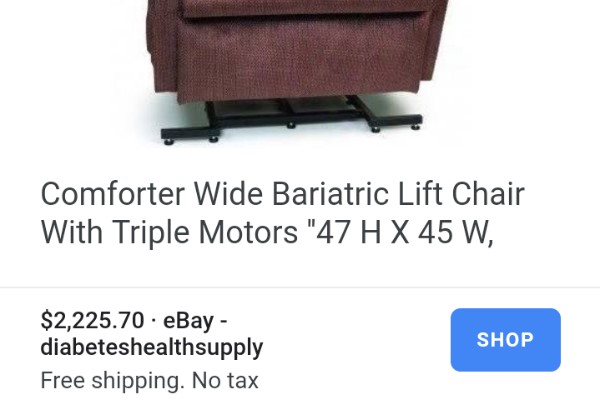 Comforter Wide Bariatric Lift Chair
With Triple Motors "47 H X 45 W,
$2,225.70 · eBay -
diabeteshealthsupply
SHOP
Free shipping. No tax